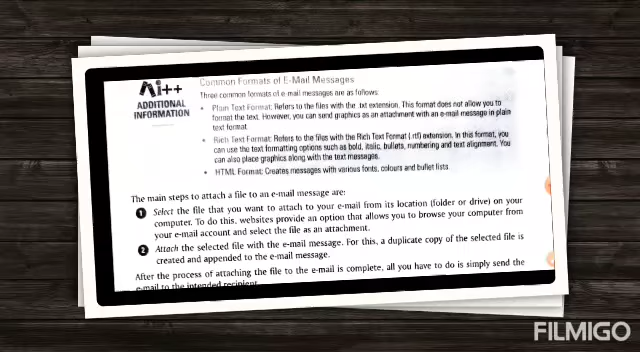 Ai++
ADDITIONAL
INFORMATION
Common Formats of E-Mail Messages
Three common formats of e-mail messages are as follows:
• Plain Text Format: Refers to the files with the .txt extension. This format does not allow you to
format the text. However, you can send graphics as an attachment with an e-mail message in plain
text format.
• Rich Text Format: Refers to the files with the Rich Text Format (.rtf) extension. In this format, you
can use the text formatting options such as bold, italic, bullets, numbering and text alignment. You
can also place graphics along with the text messages.
• HTML Format: Creates messages with various fonts, colours and bullet lists.
The main steps to attach a file to an e-mail message are:
1 Select the file that you want to attach to your e-mail from its location (folder or drive) on your
computer. To do this, websites provide an option that allows you to browse your computer from
your e-mail account and select the file as an attachment.
2 Attach the selected file with the e-mail message. For this, a duplicate copy of the selected file is
created and appended to the e-mail message.
After the process of attaching the file to the e-mail is complete, all you have to do is simply send the
e-mail to the intended recipient.
FILMIGO